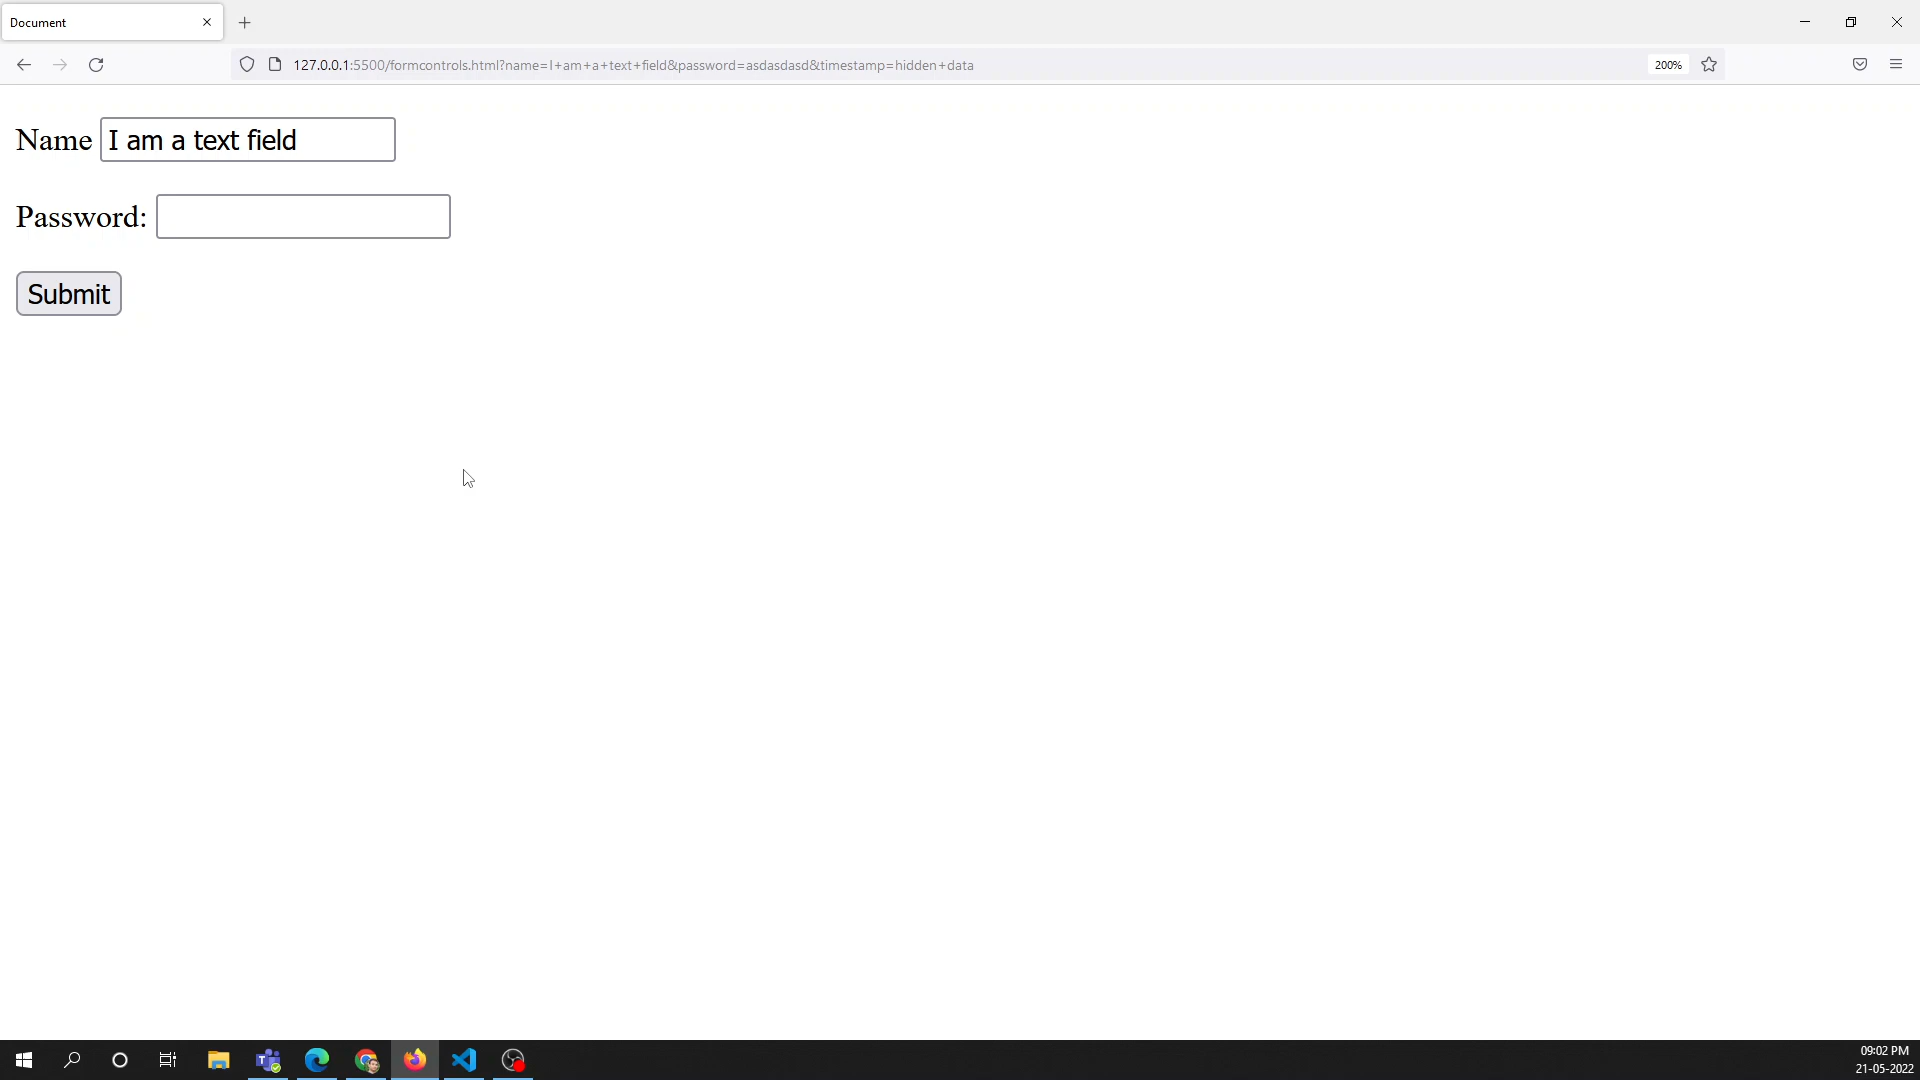 Document
127.0.0.1:5500/formcontrols.html?name=I+am+a+text+field&password=asdasdasd&timestamp=hidden+data
200%
Name I am a text field
Password:
Submit
09:02 PM
21-05-2022